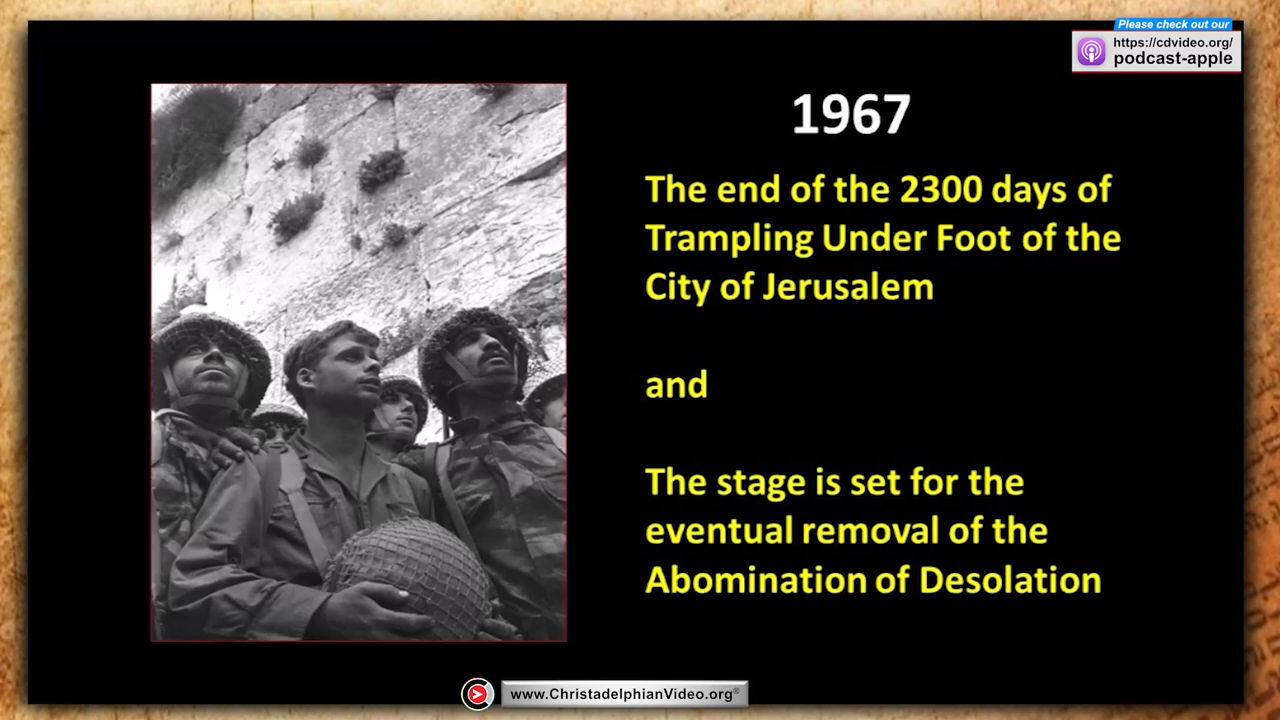 Please check out our
https://cdvideo.org/
podcast-apple
1967
The end of the 2300 days of
Trampling Under Foot of the
City of Jerusalem
and
The stage is set for the
eventual removal of the
Abomination of Desolation
www.ChristadelphianVideo.org®